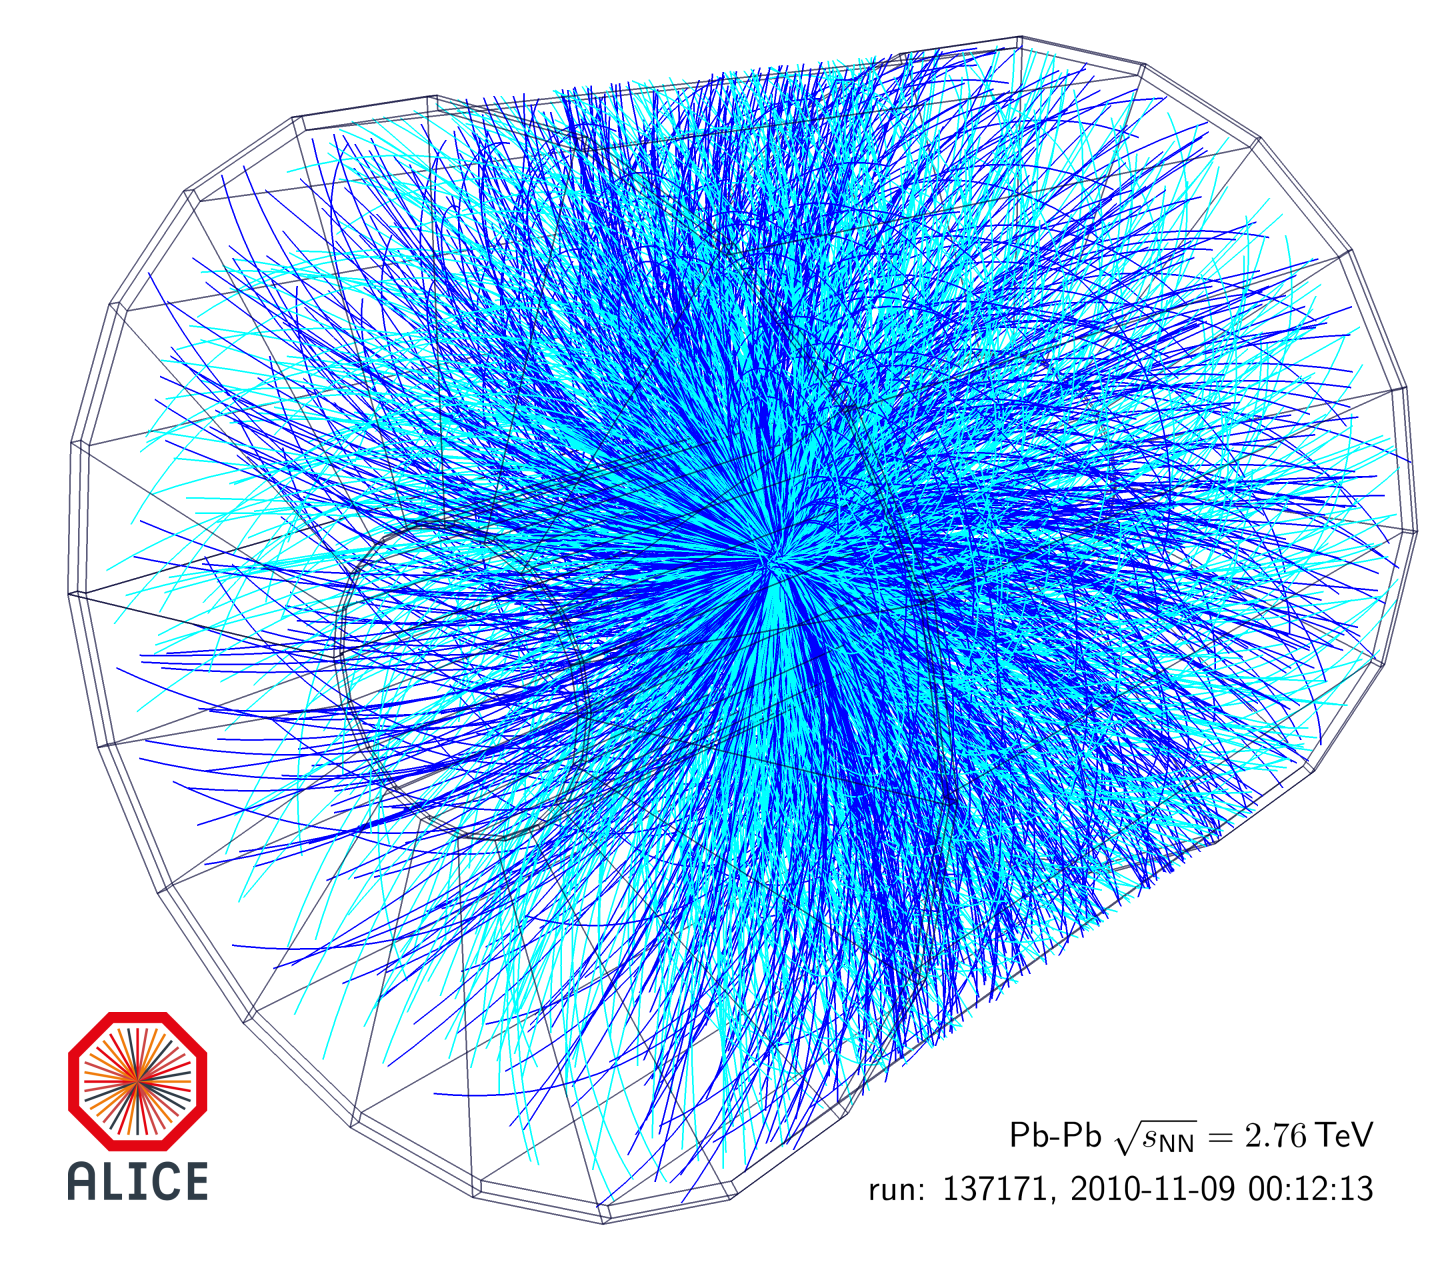 ALICE
Pb-Pb √sNN = 2.76 TeV
run: 137171, 2010-11-09 00:12:13